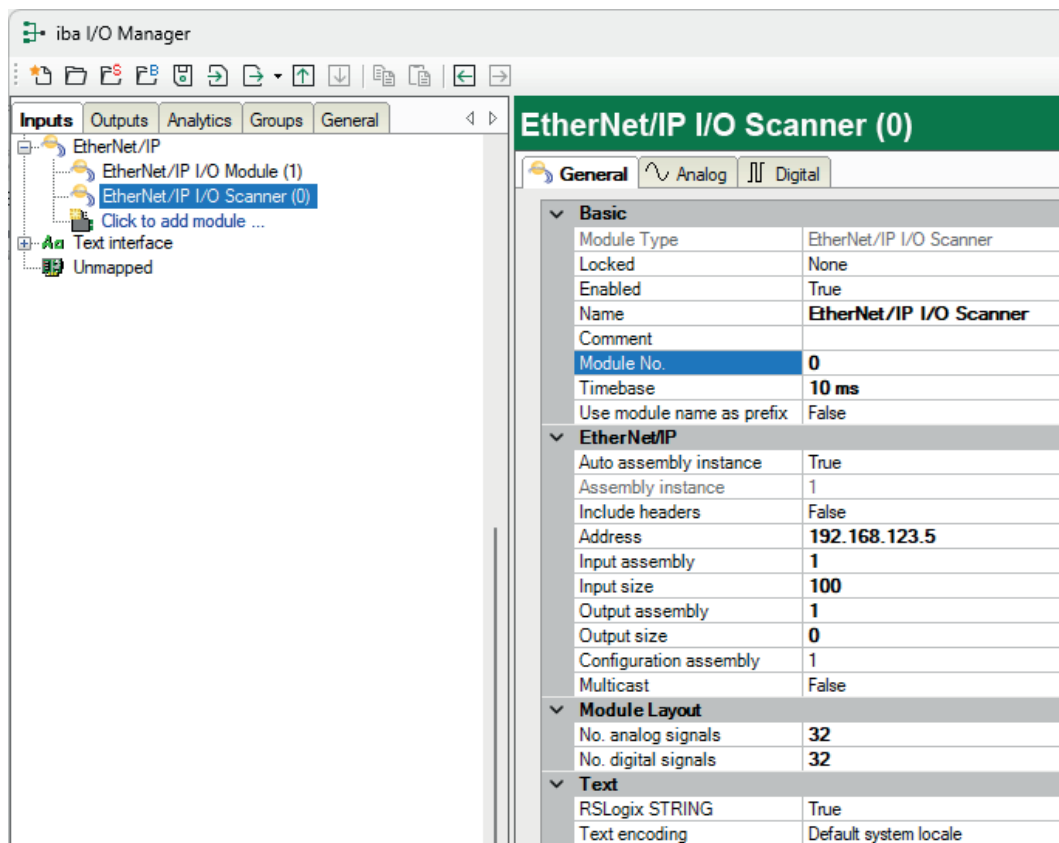 iba I/O Manager
Inputs Outputs Analytics Groups General
EtherNet/IP
EtherNet/IP I/O Module (1)
EtherNet/IP I/O Scanner (0)
Click to add module ...
Text interface
Unmapped
EtherNet/IP I/O Scanner (0)
General Analog Digital
Basic
Module Type EtherNet/IP I/O Scanner
Locked None
Enabled True
Name EtherNet/IP I/O Scanner
Comment
Module No. 0
Timebase 10 ms
Use module name as prefix False
EtherNet/IP
Auto assembly instance True
Assembly instance 1
Include headers False
Address 192.168.123.5
Input assembly 1
Input size 100
Output assembly 1
Output size 0
Configuration assembly 1
Multicast False
Module Layout
No. analog signals 32
No. digital signals 32
Text
RSLogix STRING True
Text encoding Default system locale